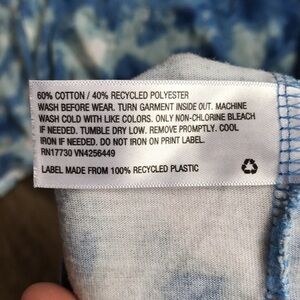 60% COTTON / 40% RECYCLED POLYESTER
WASH BEFORE WEAR. TURN GARMENT INSIDE OUT. MACHINE
WASH COLD WITH LIKE COLORS. ONLY NON-CHLORINE BLEACH
IF NEEDED. TUMBLE DRY LOW. REMOVE PROMPTLY. COOL
IRON IF NEEDED. DO NOT IRON ON PRINT LABEL.
RN17730 VN4256449
LABEL MADE FROM 100% RECYCLED PLASTIC